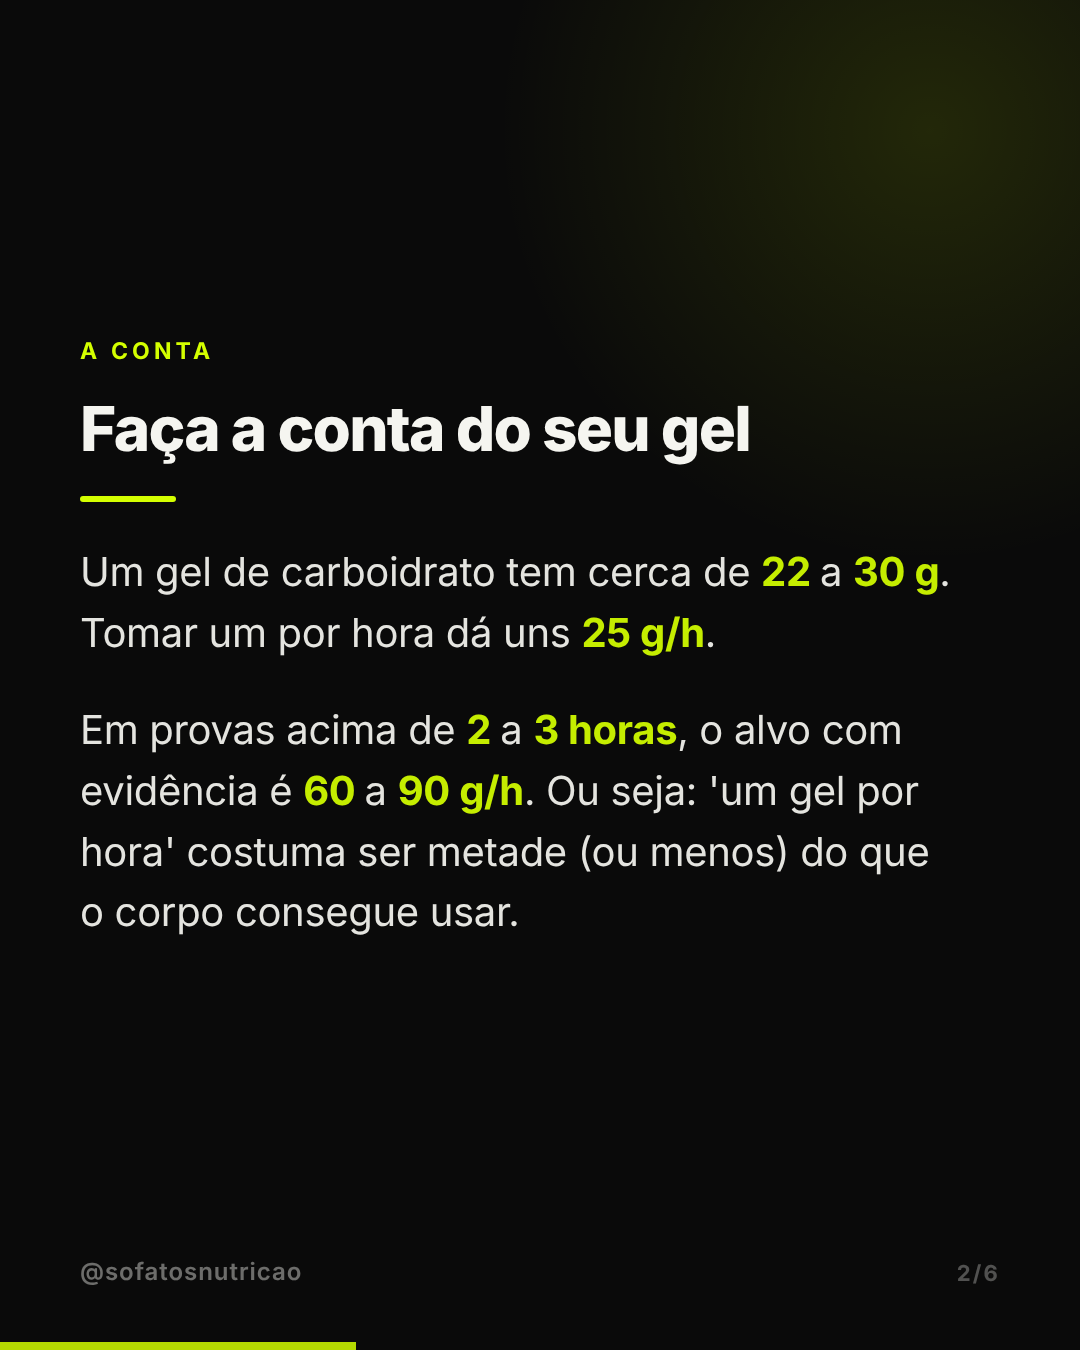 A CONTA
Faça a conta do seu gel
Um gel de carboidrato tem cerca de 22 a 30 g.
Tomar um por hora dá uns 25 g/h.
Em provas acima de 2 a 3 horas, o alvo com
evidência é 60 a 90 g/h. Ou seja: 'um gel por
hora' costuma ser metade (ou menos) do que
o corpo consegue usar.
@sofatosnutricao
2/6